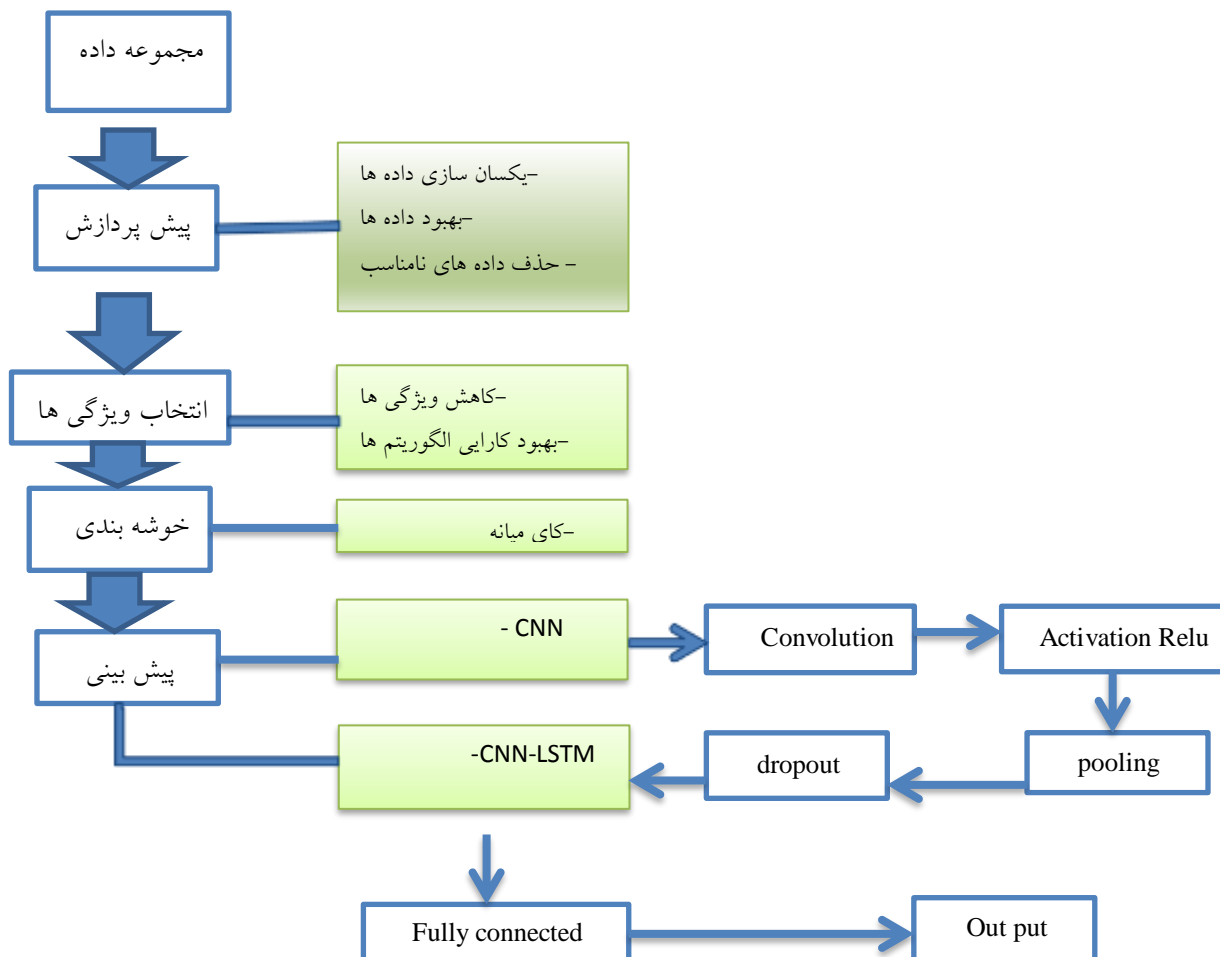 مجموعه داده
پیش پردازش
-یکسان سازی داده ها
-بهبود داده ها
- حذف داده های نامناسب
انتخاب ویژگی ها
-کاهش ویژگی ها
-بهبود کارایی الگوریتم ها
خوشه بندی
-کای میانه
پیش بینی
- CNN
Convolution
Activation Relu
-CNN-LSTM
dropout
pooling
Fully connected
Out put